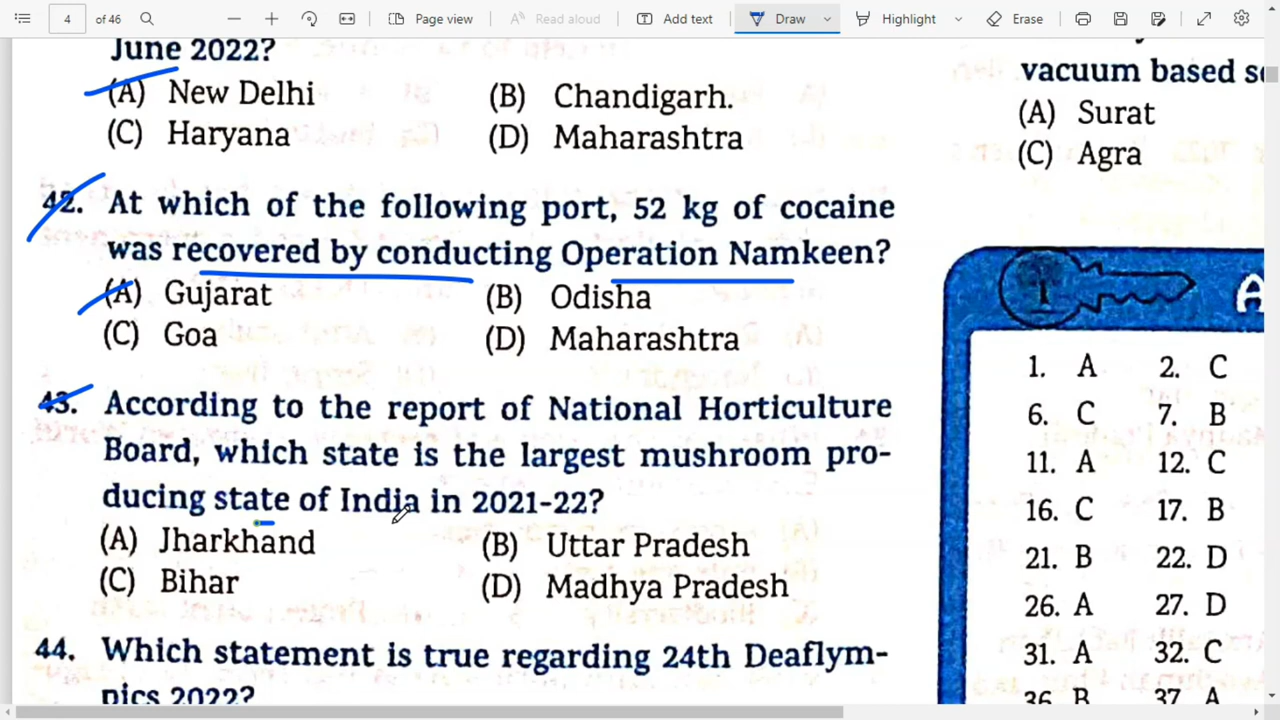 4 of 46 Page view Read aloud Add text Draw Highlight Erase
June 2022?
(A) New Delhi (B) Chandigarh.
(C) Haryana (D) Maharashtra
42. At which of the following port, 52 kg of cocaine
was recovered by conducting Operation Namkeen?
(A) Gujarat (B) Odisha
(C) Goa (D) Maharashtra
43. According to the report of National Horticulture
Board, which state is the largest mushroom pro-
ducing state of India in 2021-22?
(A) Jharkhand (B) Uttar Pradesh
(C) Bihar (D) Madhya Pradesh
44. Which statement is true regarding 24th Deaflym-
pics 2022?
vacuum based
(A) Surat
(C) Agra
A
1. A 2. C
6. C 7. B
11. A 12. C
16. C 17. B
21. B 22. D
26. A 27. D
31. A 32. C
36. B 37. A